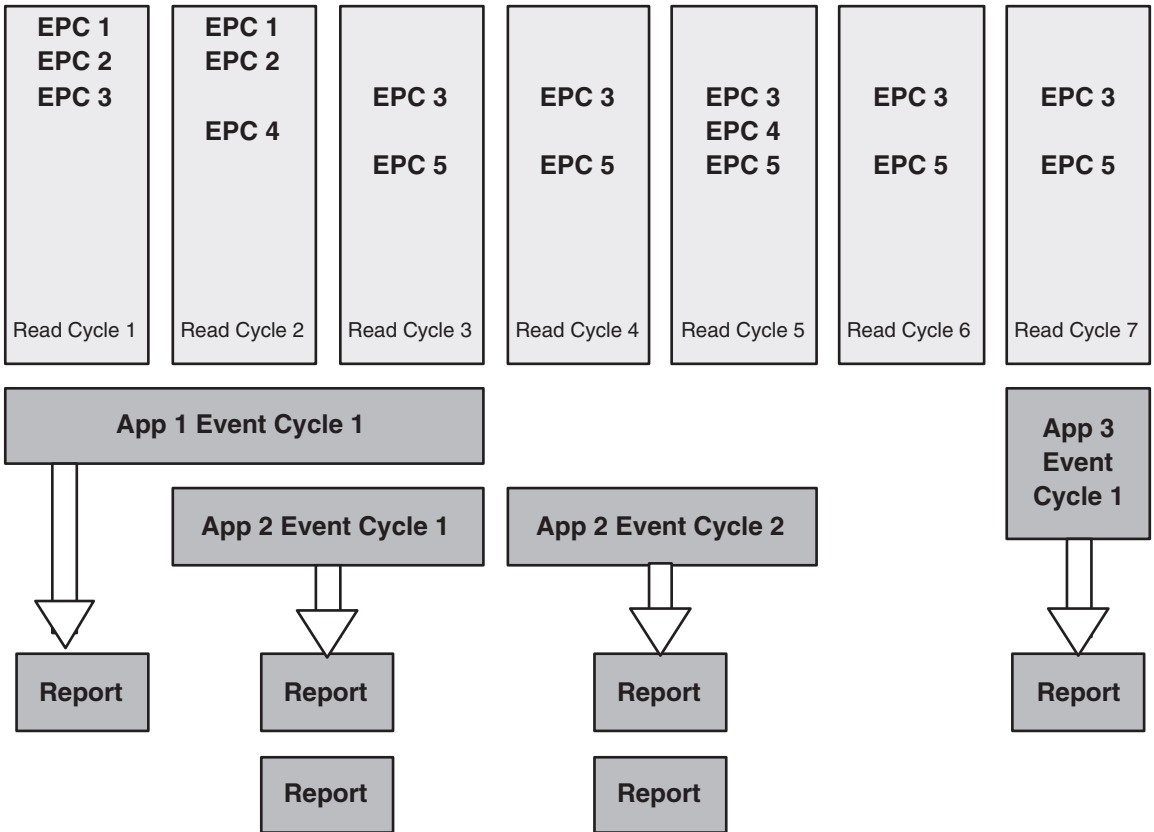 EPC 1
EPC 2
EPC 3
Read Cycle 1
EPC 1
EPC 2
EPC 4
Read Cycle 2
EPC 3
EPC 5
Read Cycle 3
EPC 3
EPC 5
Read Cycle 4
EPC 3
EPC 4
EPC 5
Read Cycle 5
EPC 3
EPC 5
Read Cycle 6
EPC 3
EPC 5
Read Cycle 7
App 1 Event Cycle 1
App 3
Event
Cycle 1
App 2 Event Cycle 1
App 2 Event Cycle 2
Report
Report
Report
Report
Report
Report